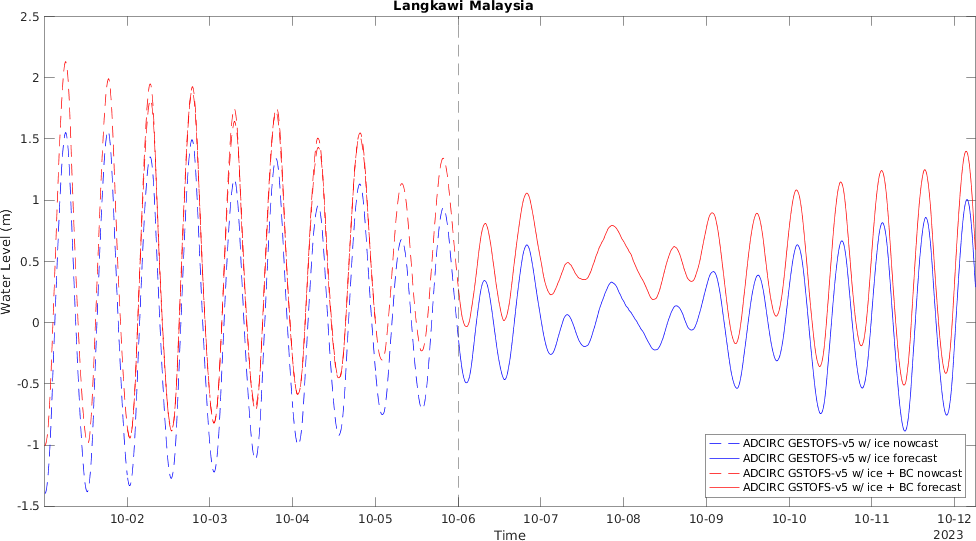 Langkawi Malaysia
2.5
2
1.5
1
0.5
0
-0.5
-1
-1.5
Water Level (m)
ADCIRC GESTOFS-v5 w/ ice nowcast
ADCIRC GESTOFS-v5 w/ ice forecast
ADCIRC GSTOFS-v5 w/ ice + BC nowcast
ADCIRC GSTOFS-v5 w/ ice + BC forecast
10-02 10-03 10-04 10-05 10-06 10-07 10-08 10-09 10-10 10-11 10-12
Time
2023